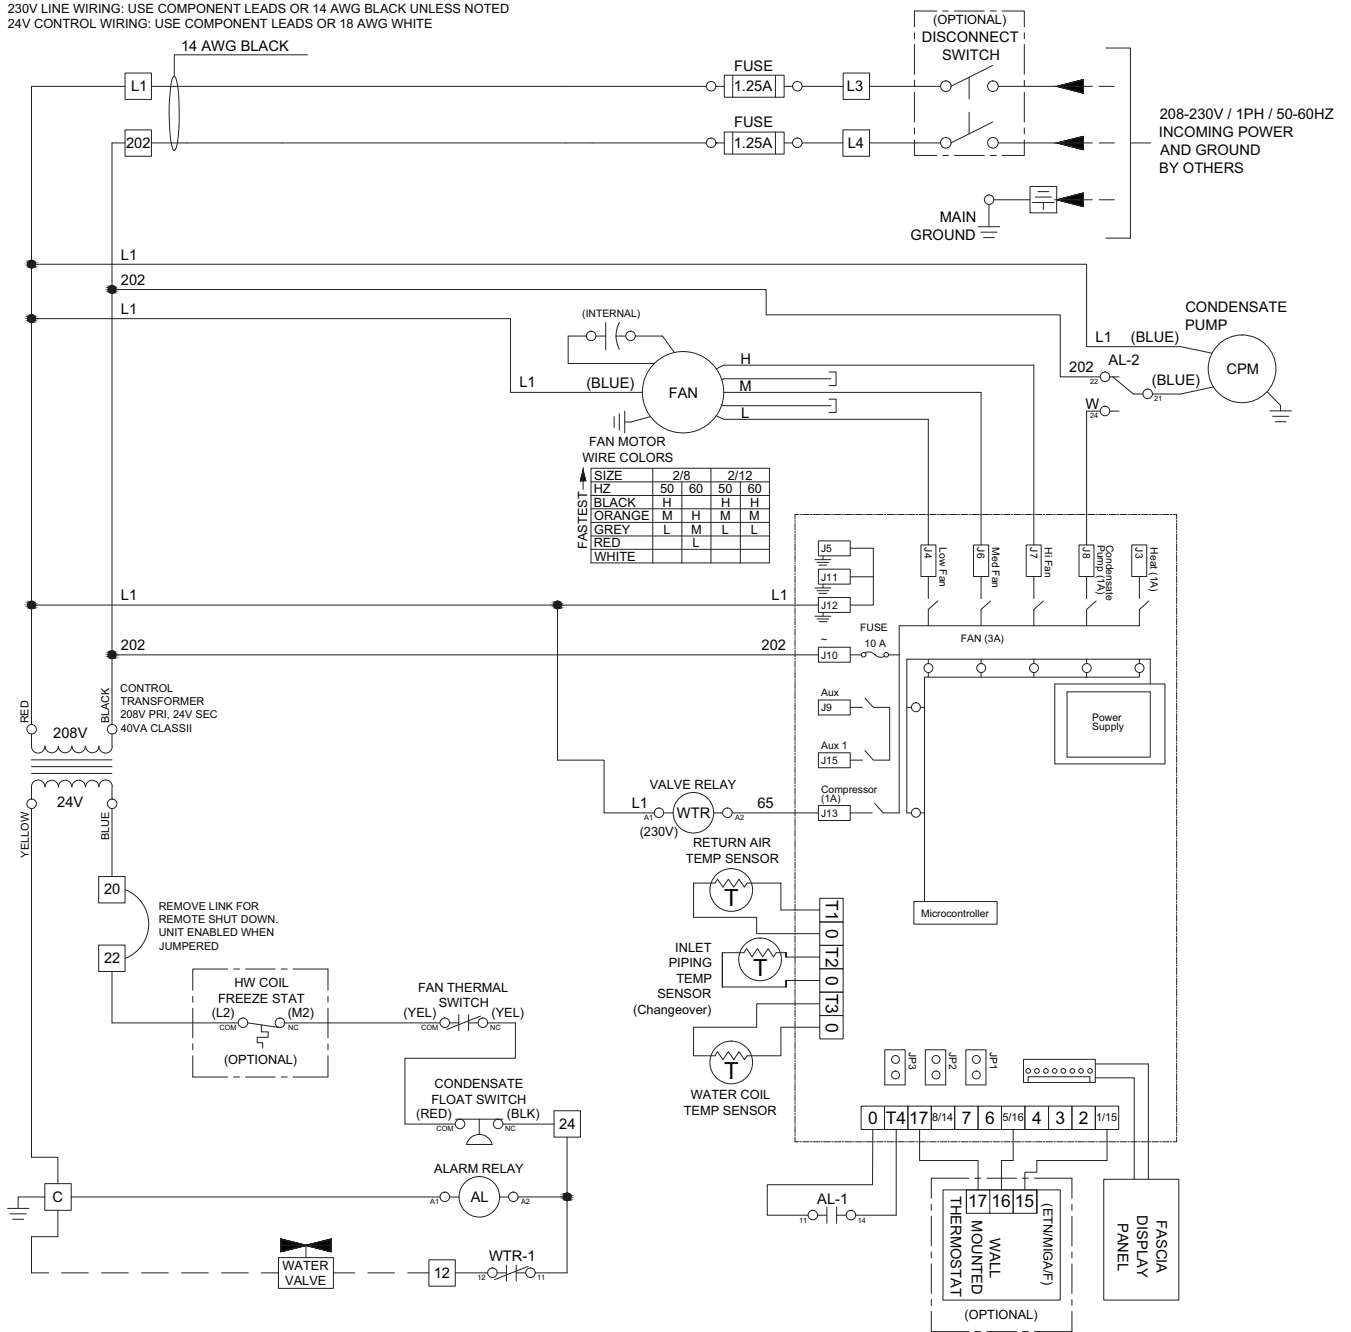 230V LINE WIRING: USE COMPONENT LEADS OR 14 AWG BLACK UNLESS NOTED
24V CONTROL WIRING: USE COMPONENT LEADS OR 18 AWG WHITE
14 AWG BLACK
L1
202
FUSE
1.25A
FUSE
1.25A
L3
L4
(OPTIONAL)
DISCONNECT
SWITCH
208-230V / 1PH / 50-60HZ
INCOMING POWER
AND GROUND
BY OTHERS
MAIN
GROUND
L1
202
L1
(INTERNAL)
L1
(BLUE)
FAN
H
M
L
CONDENSATE
PUMP
L1 (BLUE)
202
AL-2
22
(BLUE)
21
CPM
W
24
FAN MOTOR
WIRE COLORS
FASTEST
SIZE 2/8 2/12
HZ 50 60 50 60
BLACK H H H
ORANGE M H M M
GREY L M L L
RED L
WHITE
J5
J11
L1
L1
J12
202
202
~
J10
FUSE
10 A
J4
Low Fan
J6
Med Fan
J7
Hi Fan
J8
Condensate
Pump (1A)
J3
Heat (1A)
FAN (3A)
Aux
J9
Aux 1
J15
Compressor
(1A)
J13
Power
Supply
Microcontroller
RED
BLACK
CONTROL
TRANSFORMER
208V PRI, 24V SEC
40VA CLASSII
208V
24V
YELLOW
BLUE
VALVE RELAY
L1
A1
WTR
A2
65
(230V)
RETURN AIR
TEMP SENSOR
T
INLET
PIPING
TEMP
SENSOR
(Changeover)
T
T
WATER COIL
TEMP SENSOR
T1
0
T2
0
T3
0
20
REMOVE LINK FOR
REMOTE SHUT DOWN.
UNIT ENABLED WHEN
JUMPERED
22
HW COIL
FREEZE STAT
(L2)
(M2)
COM
NC
(OPTIONAL)
FAN THERMAL
SWITCH
(YEL)
(YEL)
COM
NC
CONDENSATE
FLOAT SWITCH
(RED)
(BLK)
COM
NC
24
ALARM RELAY
C
A1
AL
A2
WATER
VALVE
12
WTR-1
12
11
JP3
JP2
JP1
0 T4 17 8/14 7 6 5/16 4 3 2 1/15
AL-1
11
14
17 16 15
WALL
MOUNTED
THERMOSTAT
(ETN/MIGA/F)
(OPTIONAL)
FASCIA
DISPLAY
PANEL